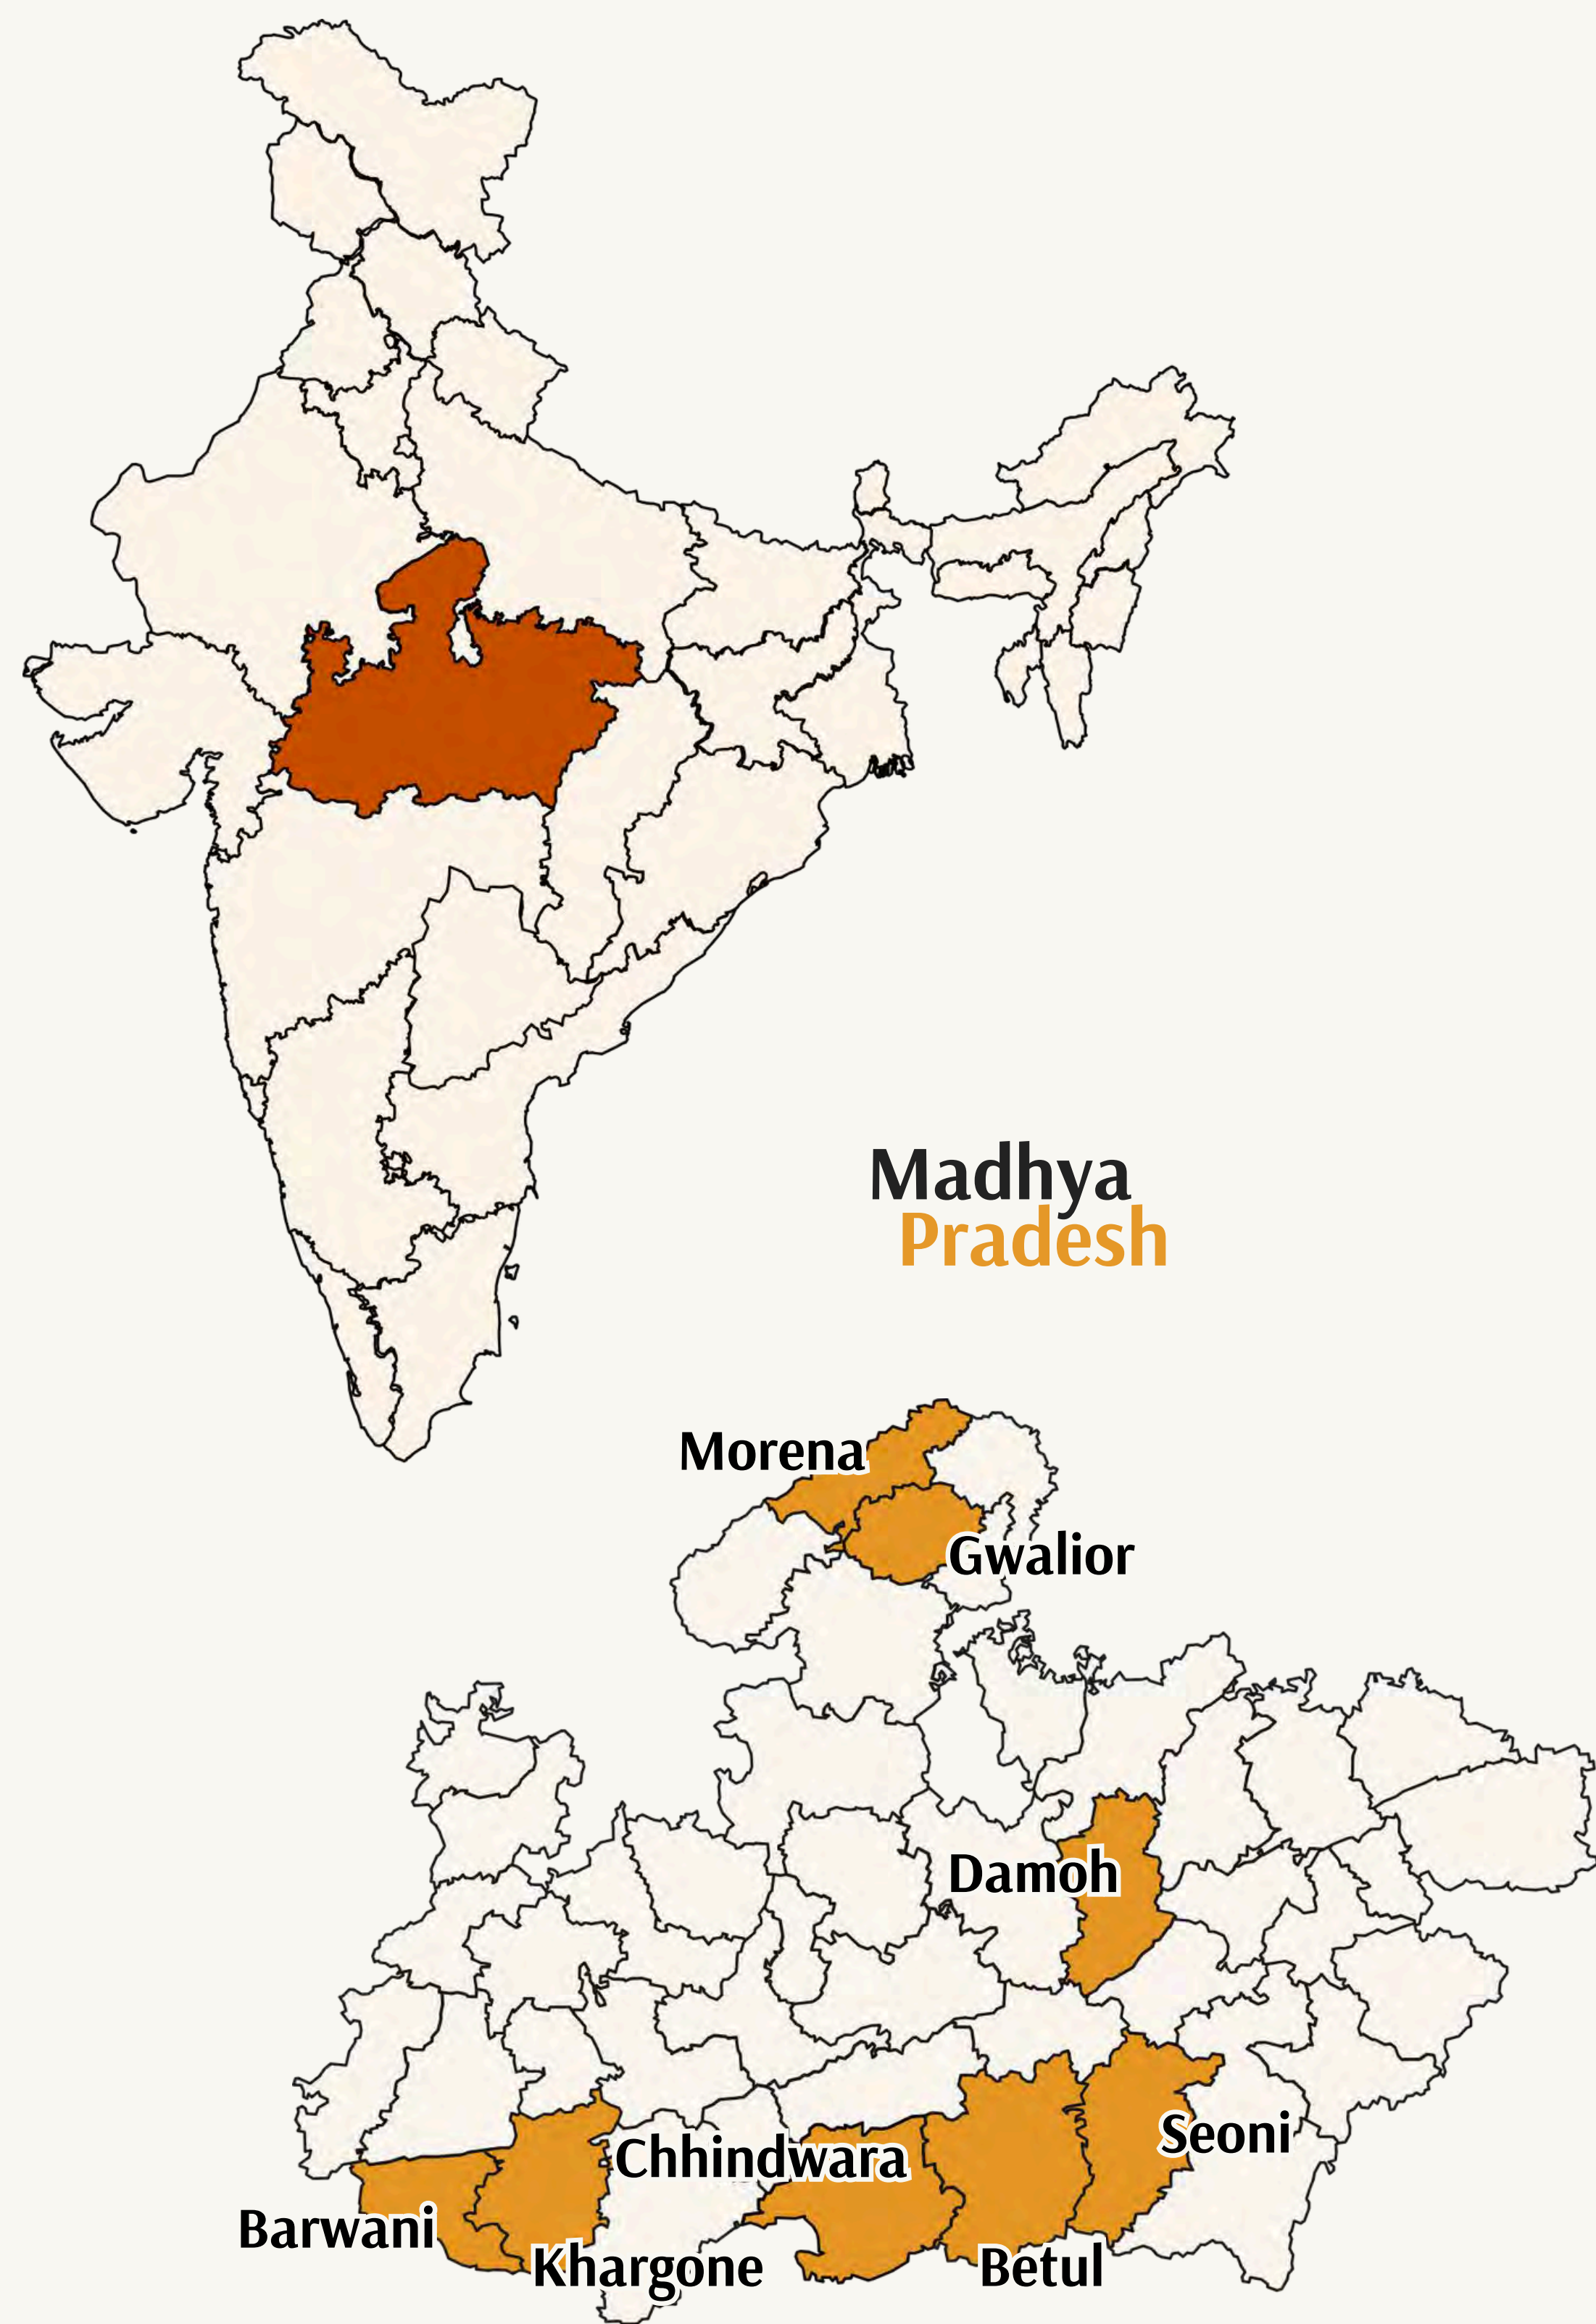 Madhya
Pradesh
Morena
Gwalior
Damoh
Seoni
Chhindwara
Barwani
Khargone
Betul